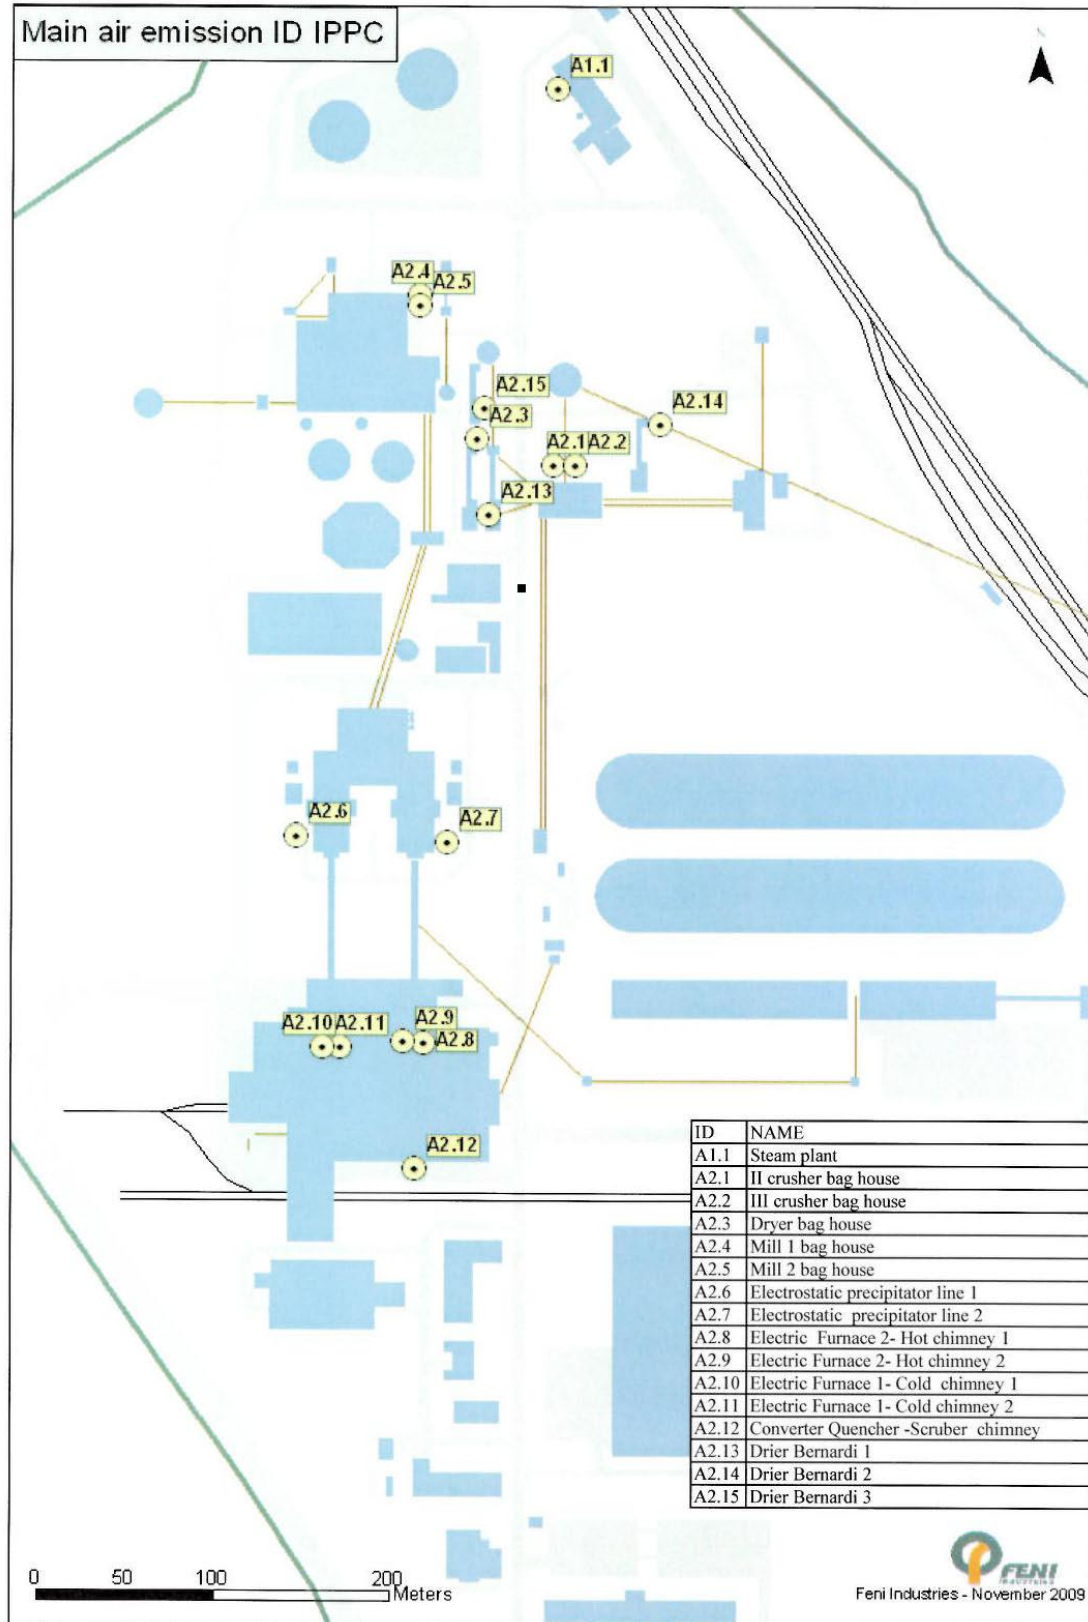 Main air emission ID IPPC
A1.1
A2.4
A2.5
A2.15
A2.3
A2.14
A2.1
A2.2
A2.13
A2.6
A2.7
A2.10
A2.11
A2.9
A2.8
A2.12
ID NAME
A1.1 Steam plant
A2.1 II crusher bag house
A2.2 III crusher bag house
A2.3 Dryer bag house
A2.4 Mill 1 bag house
A2.5 Mill 2 bag house
A2.6 Electrostatic precipitator line 1
A2.7 Electrostatic precipitator line 2
A2.8 Electric Furnace 2- Hot chimney 1
A2.9 Electric Furnace 2- Hot chimney 2
A2.10 Electric Furnace 1- Cold chimney 1
A2.11 Electric Furnace 1- Cold chimney 2
A2.12 Converter Quencher -Scruber chimney
A2.13 Drier Bernardi 1
A2.14 Drier Bernardi 2
A2.15 Drier Bernardi 3
0 50 100 200
Meters
FENI
INDUSTRIES
Feni Industries - November 2009